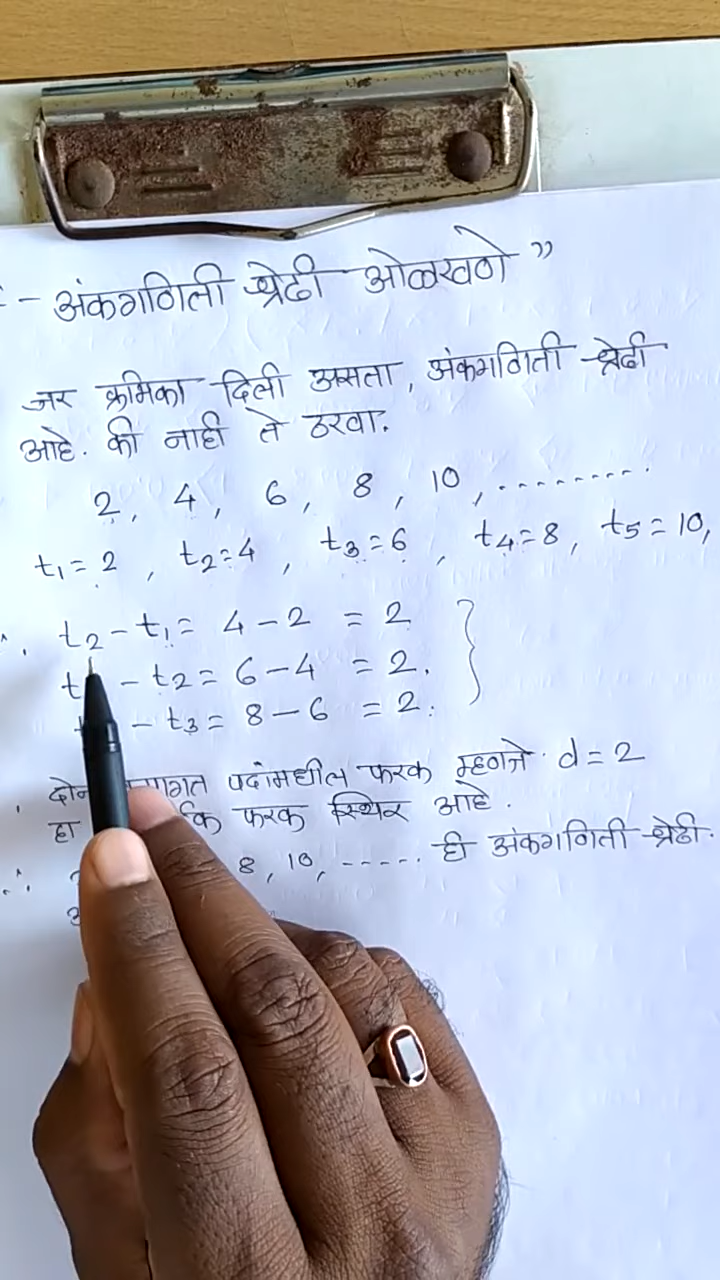 - अंकगणिती श्रेढी ओळखणे”
जर क्रमिका दिली असता, अंकगणिती श्रेढी
आहे. की नाही ते ठरवा.
2, 4, 6, 8, 10, ---------
t₁=2, t₂=4, t₃=6, t₄=8, t₅=10,
∴ t₂-t₁= 4-2 = 2
t - t₂= 6-4 = 2.
- t₃= 8-6 = 2.
पदांमधील फरक म्हणजे d=2
हा फरक स्थिर आहे.
∴ 8, 10, ----- ही अंकगणिती श्रेढी.